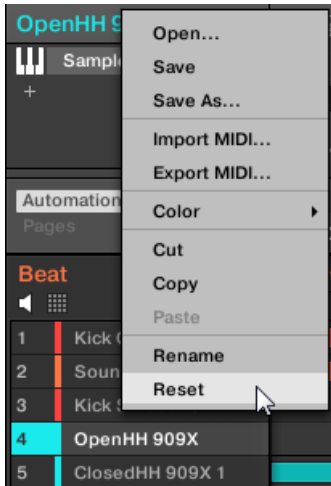 OpenHH 9
Open...
Save
Save As...
Import MIDI...
Export MIDI...
Color
Cut
Copy
Paste
Rename
Reset
Sample
+
Automation
Pages
Beat
1 Kick
2 Soun
3 Kick
4 OpenHH 909X
5 ClosedHH 909X 1